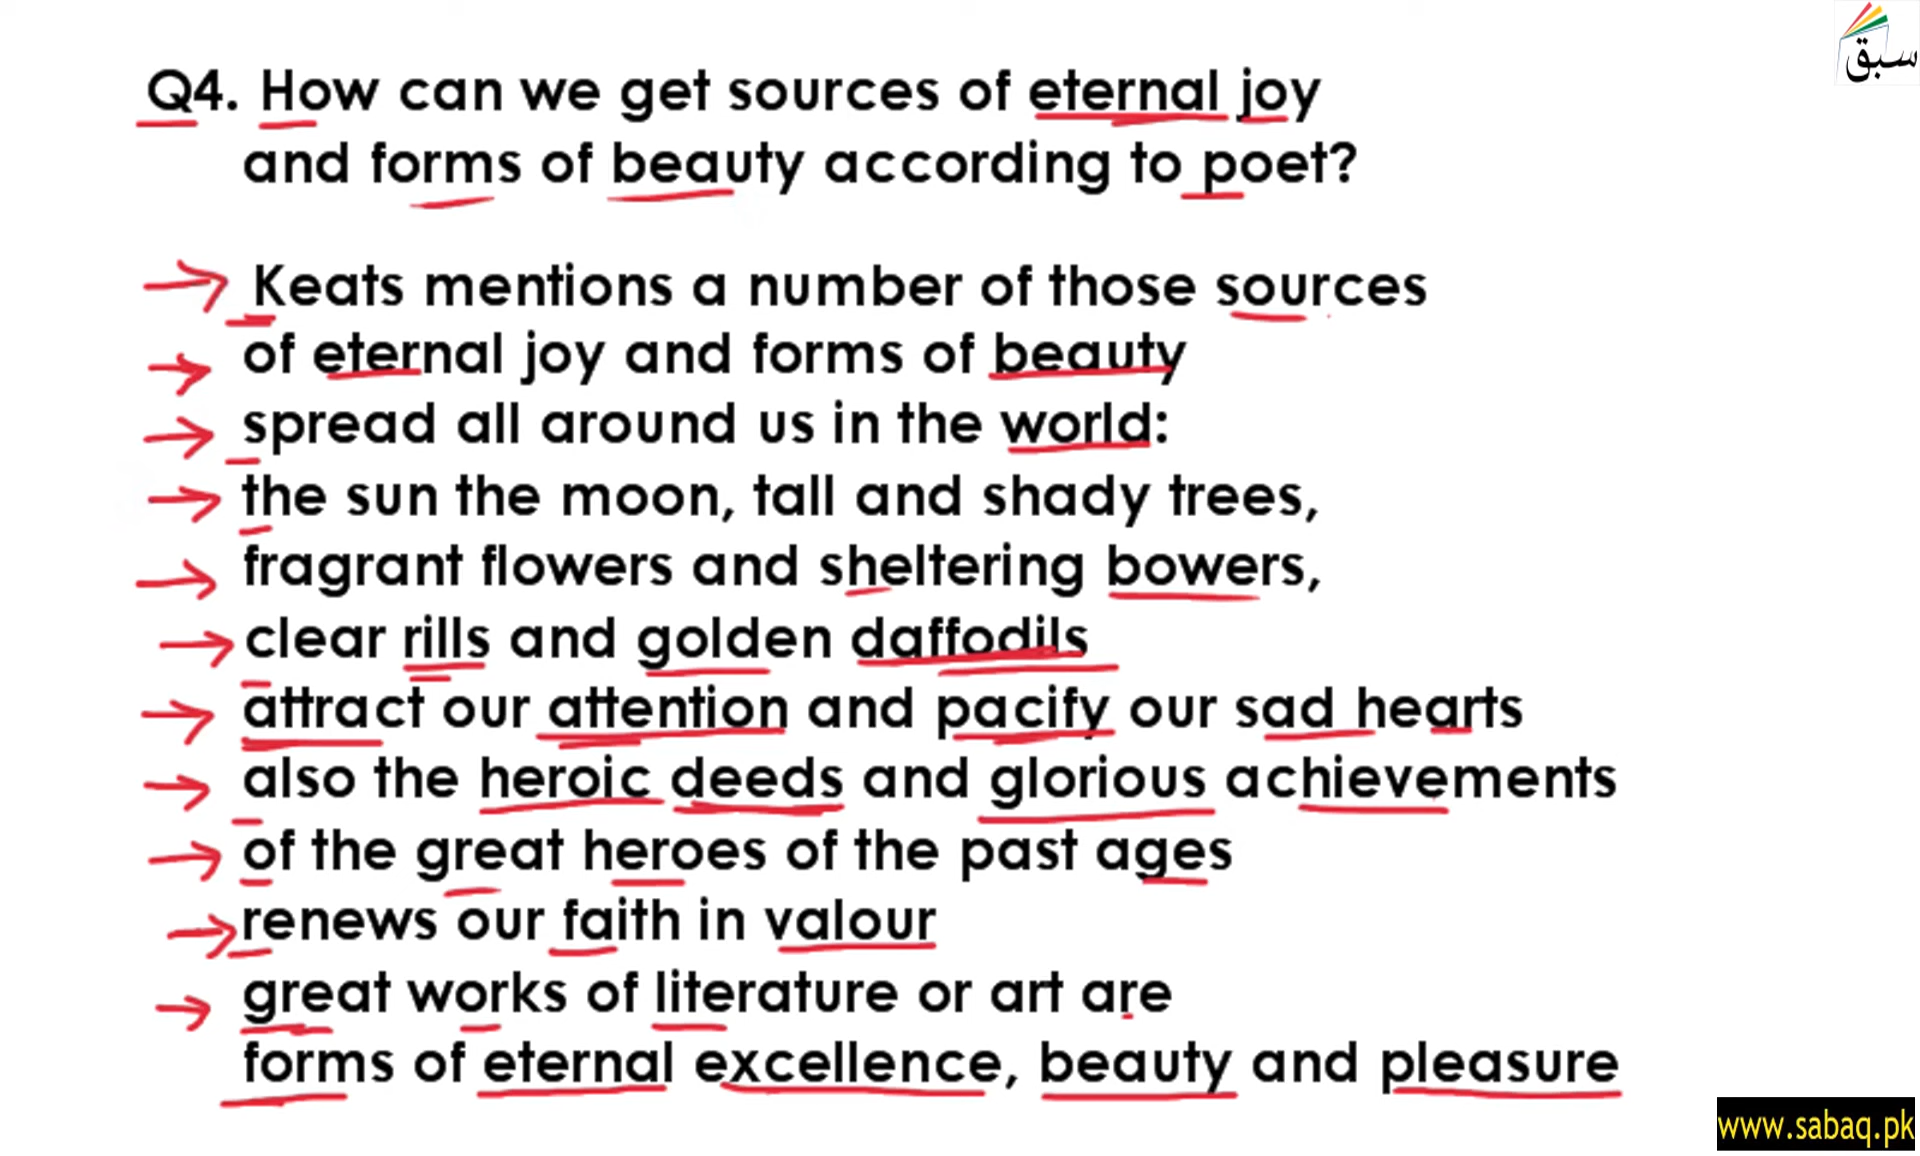 سبق
Q4. How can we get sources of eternal joy
and forms of beauty according to poet?
Keats mentions a number of those sources
of eternal joy and forms of beauty
spread all around us in the world:
the sun the moon, tall and shady trees,
fragrant flowers and sheltering bowers,
clear rills and golden daffodils
attract our attention and pacify our sad hearts
also the heroic deeds and glorious achievements
of the great heroes of the past ages
renews our faith in valour
great works of literature or art are
forms of eternal excellence, beauty and pleasure
www.sabaq.pk